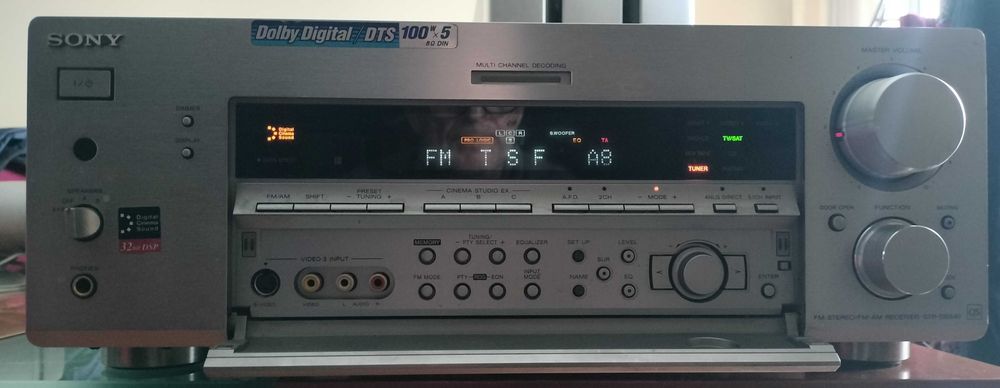 SONY
Dolby Digital / DTS 100W x 5
8Ω DIN
MULTI CHANNEL DECODING
MASTER VOLUME
I/⏻
DIMMER
DISPLAY
Digital Cinema Sound
L C R
S.WOOFER
PRO LOGIC S EQ TA
FM T S F A8
TV/SAT
TUNER
SPEAKERS
OFF
Digital Cinema Sound
32bit DSP
PHONES
FM/AM SHIFT - PRESET TUNING +
CINEMA STUDIO EX
A B C
A.F.D. 2CH - MODE + ANLG DIRECT 5.1CH INPUT
DOOR OPEN FUNCTION MUTING
MEMORY TUNING/ - PTY SELECT + EQUALIZER SET UP LEVEL
SUR
FM MODE PTY - RDS - EON INPUT MODE NAME EQ
< > ENTER
VIDEO 3 INPUT
S-VIDEO VIDEO L AUDIO R
FM STEREO/FM-AM RECEIVER
QS